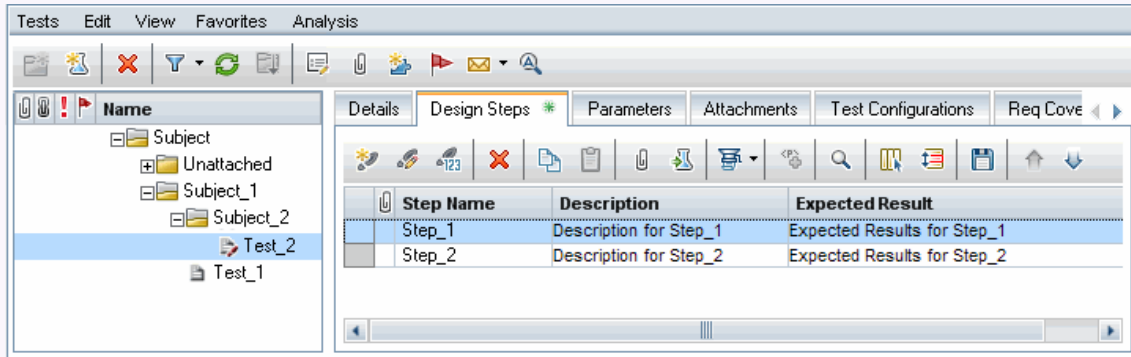 Tests Edit View Favorites Analysis
Name
Subject
Unattached
Subject_1
Subject_2
Test_2
Test_1
Details Design Steps * Parameters Attachments Test Configurations Req Cove
123
<P>
Step Name Description Expected Result
Step_1 Description for Step_1 Expected Results for Step_1
Step_2 Description for Step_2 Expected Results for Step_2